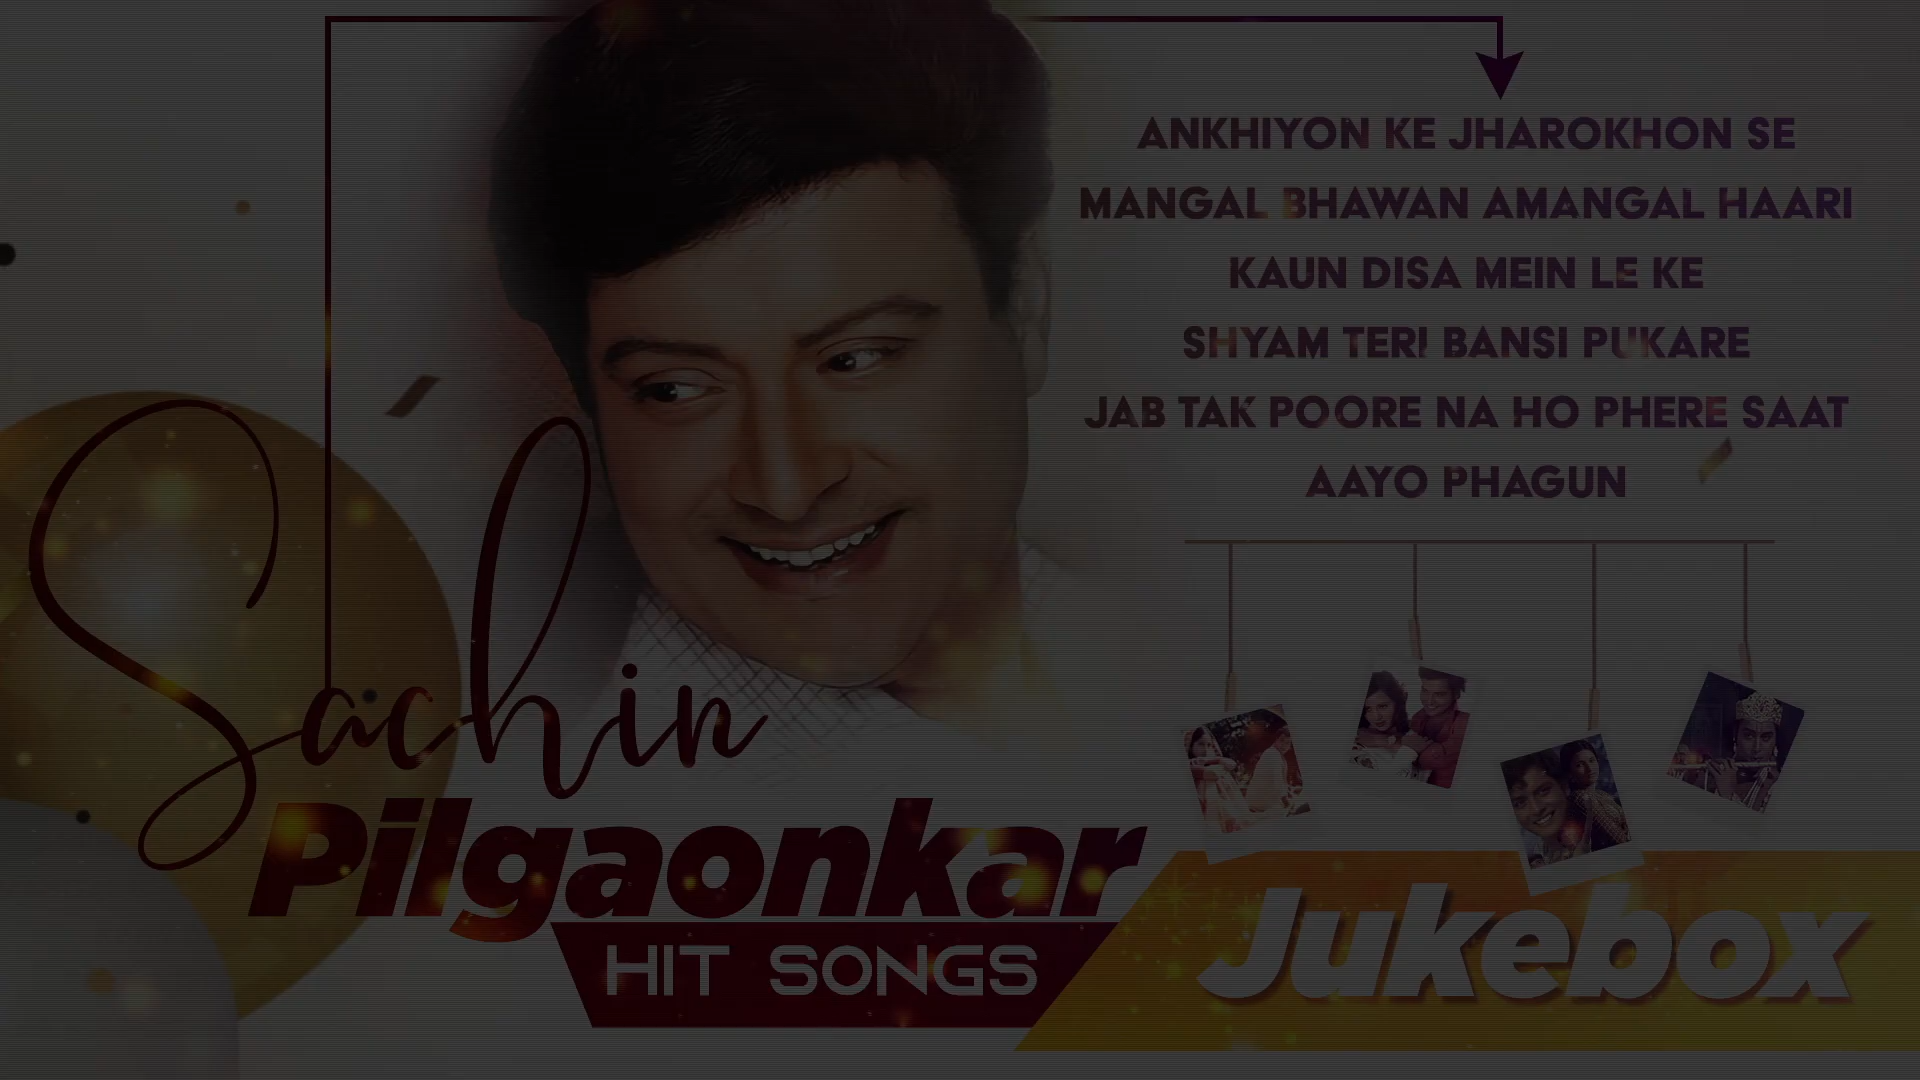 ANKHIYON KE JHAROKHON SE
MANGAL BHAWAN AMANGAL HAARI
KAUN DISA MEIN LE KE
SHYAM TERI BANSI PUKARE
JAB TAK POORE NA HO PHERE SAAT
AAYO PHAGUN
Sachin
Pilgaonkar
HIT SONGS
Jukebox